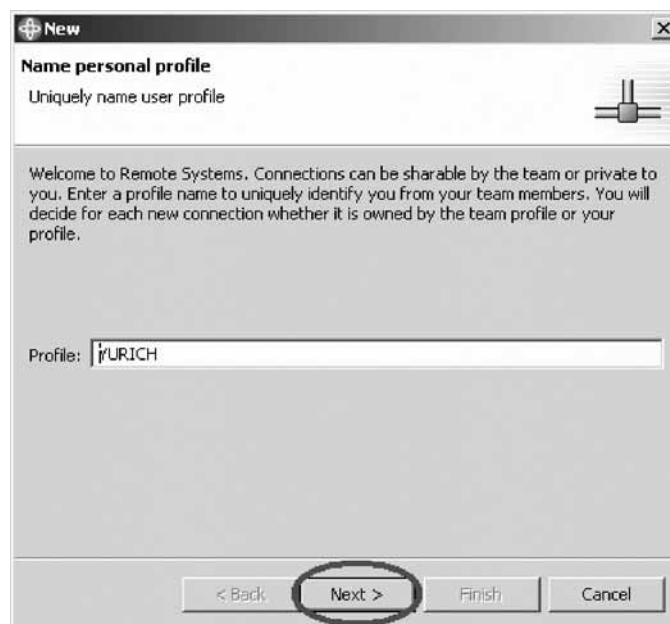 New
Name personal profile
Uniquely name user profile
Welcome to Remote Systems. Connections can be sharable by the team or private to
you. Enter a profile name to uniquely identify you from your team members. You will
decide for each new connection whether it is owned by the team profile or your
profile.
Profile: YURICH
< Back Next > Finish Cancel